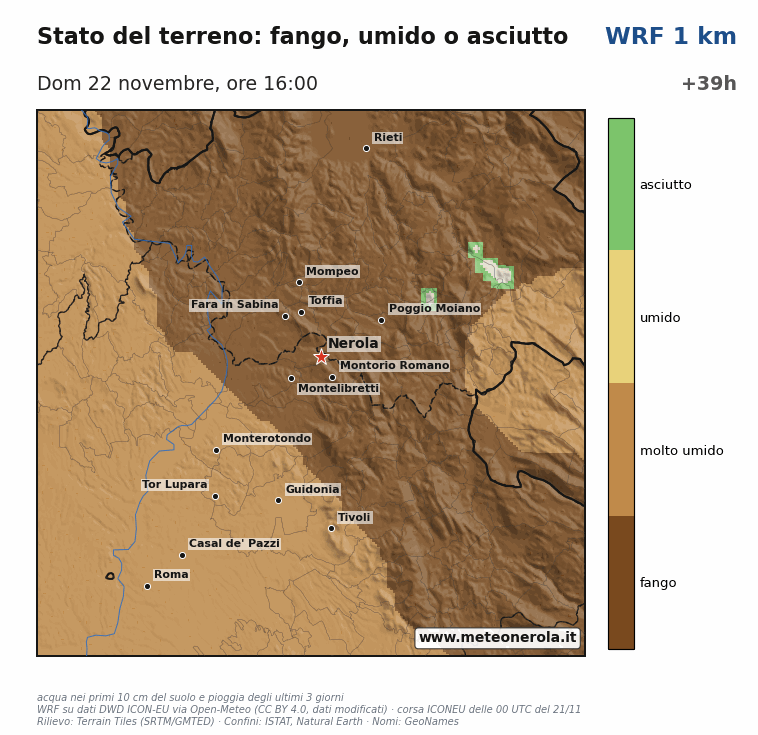 Stato del terreno: fango, umido o asciutto
WRF 1 km
Dom 22 novembre, ore 16:00
+39h
Rieti
asciutto
Mompeo
Toffia
Fara in Sabina
Poggio Moiano
umido
Nerola
Montorio Romano
Montelibretti
Monterotondo
molto umido
Tor Lupara
Guidonia
Tivoli
Casal de' Pazzi
Roma
fango
www.meteonerola.it
acqua nei primi 10 cm del suolo e pioggia degli ultimi 3 giorni
WRF su dati DWD ICON-EU via Open-Meteo (CC BY 4.0, dati modificati) · corsa ICONEU delle 00 UTC del 21/11
Rilievo: Terrain Tiles (SRTM/GMTED) · Confini: ISTAT, Natural Earth · Nomi: GeoNames